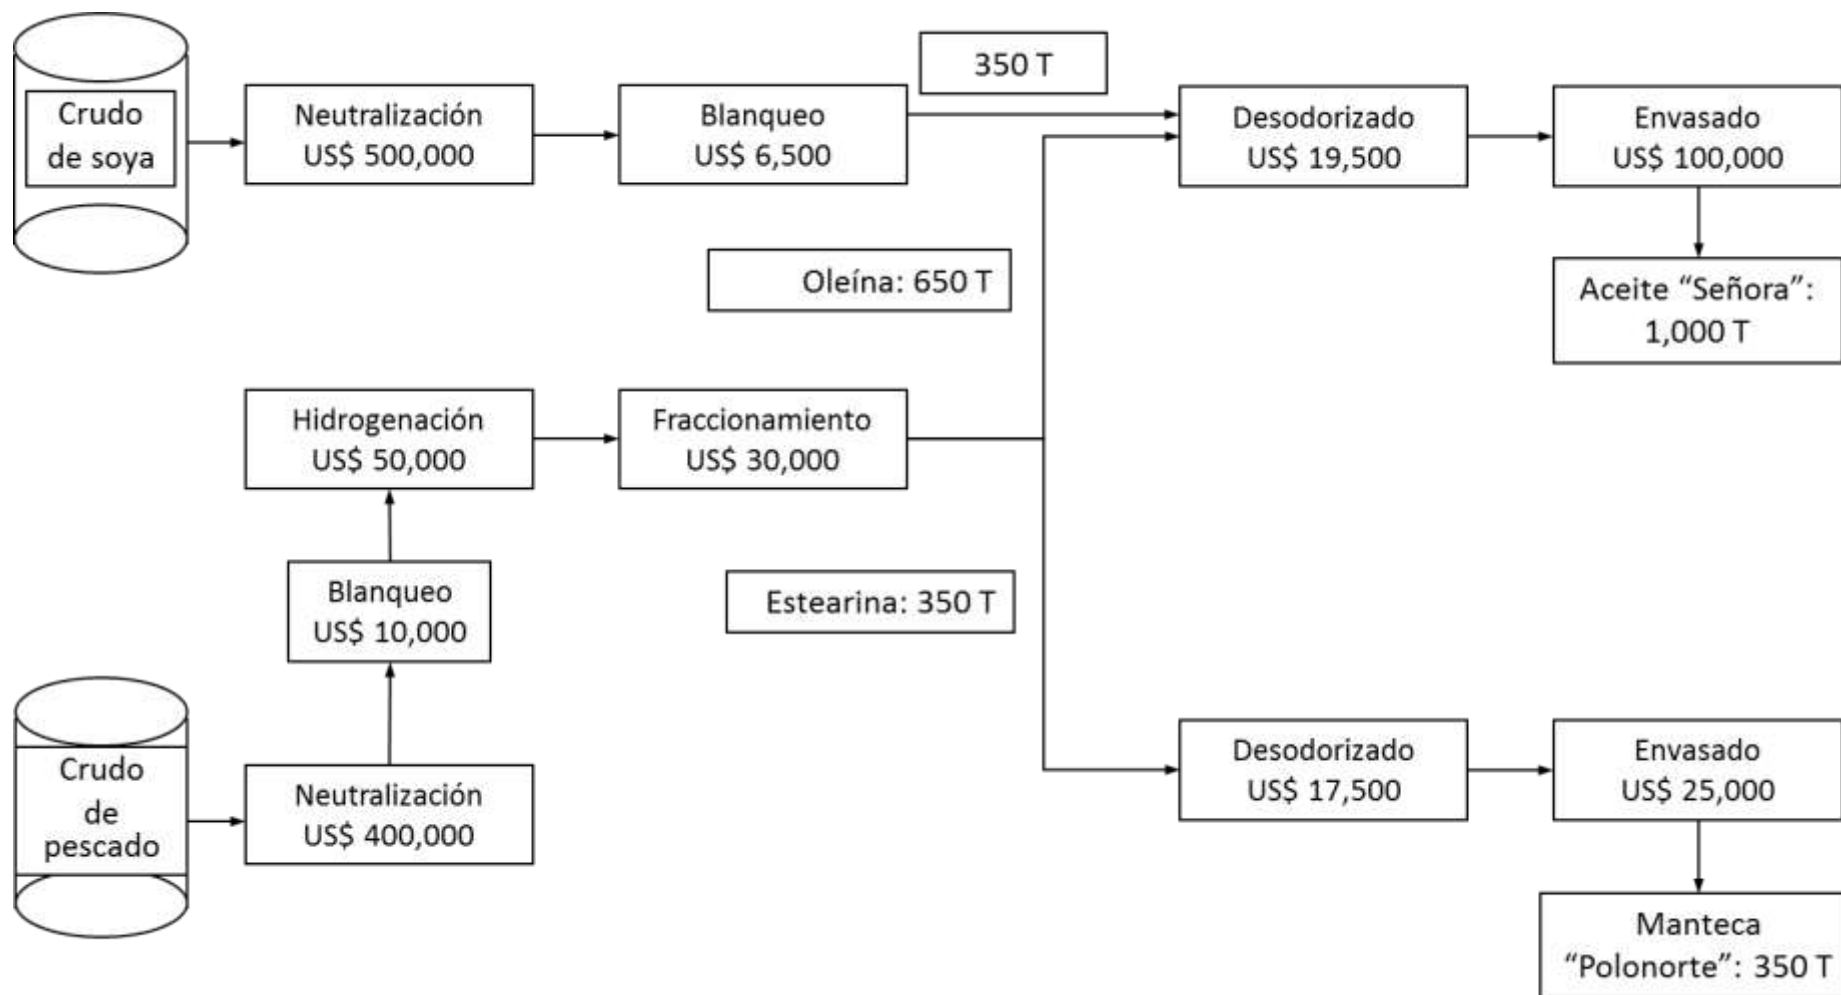 Crudo
de soya
Neutralización
US$ 500,000
Blanqueo
US$ 6,500
350 T
Desodorizado
US$ 19,500
Envasado
US$ 100,000
Aceite “Señora”:
1,000 T
Oleína: 650 T
Hidrogenación
US$ 50,000
Fraccionamiento
US$ 30,000
Blanqueo
US$ 10,000
Estearina: 350 T
Crudo
de
pescado
Neutralización
US$ 400,000
Desodorizado
US$ 17,500
Envasado
US$ 25,000
Manteca
“Polonorte”: 350 T